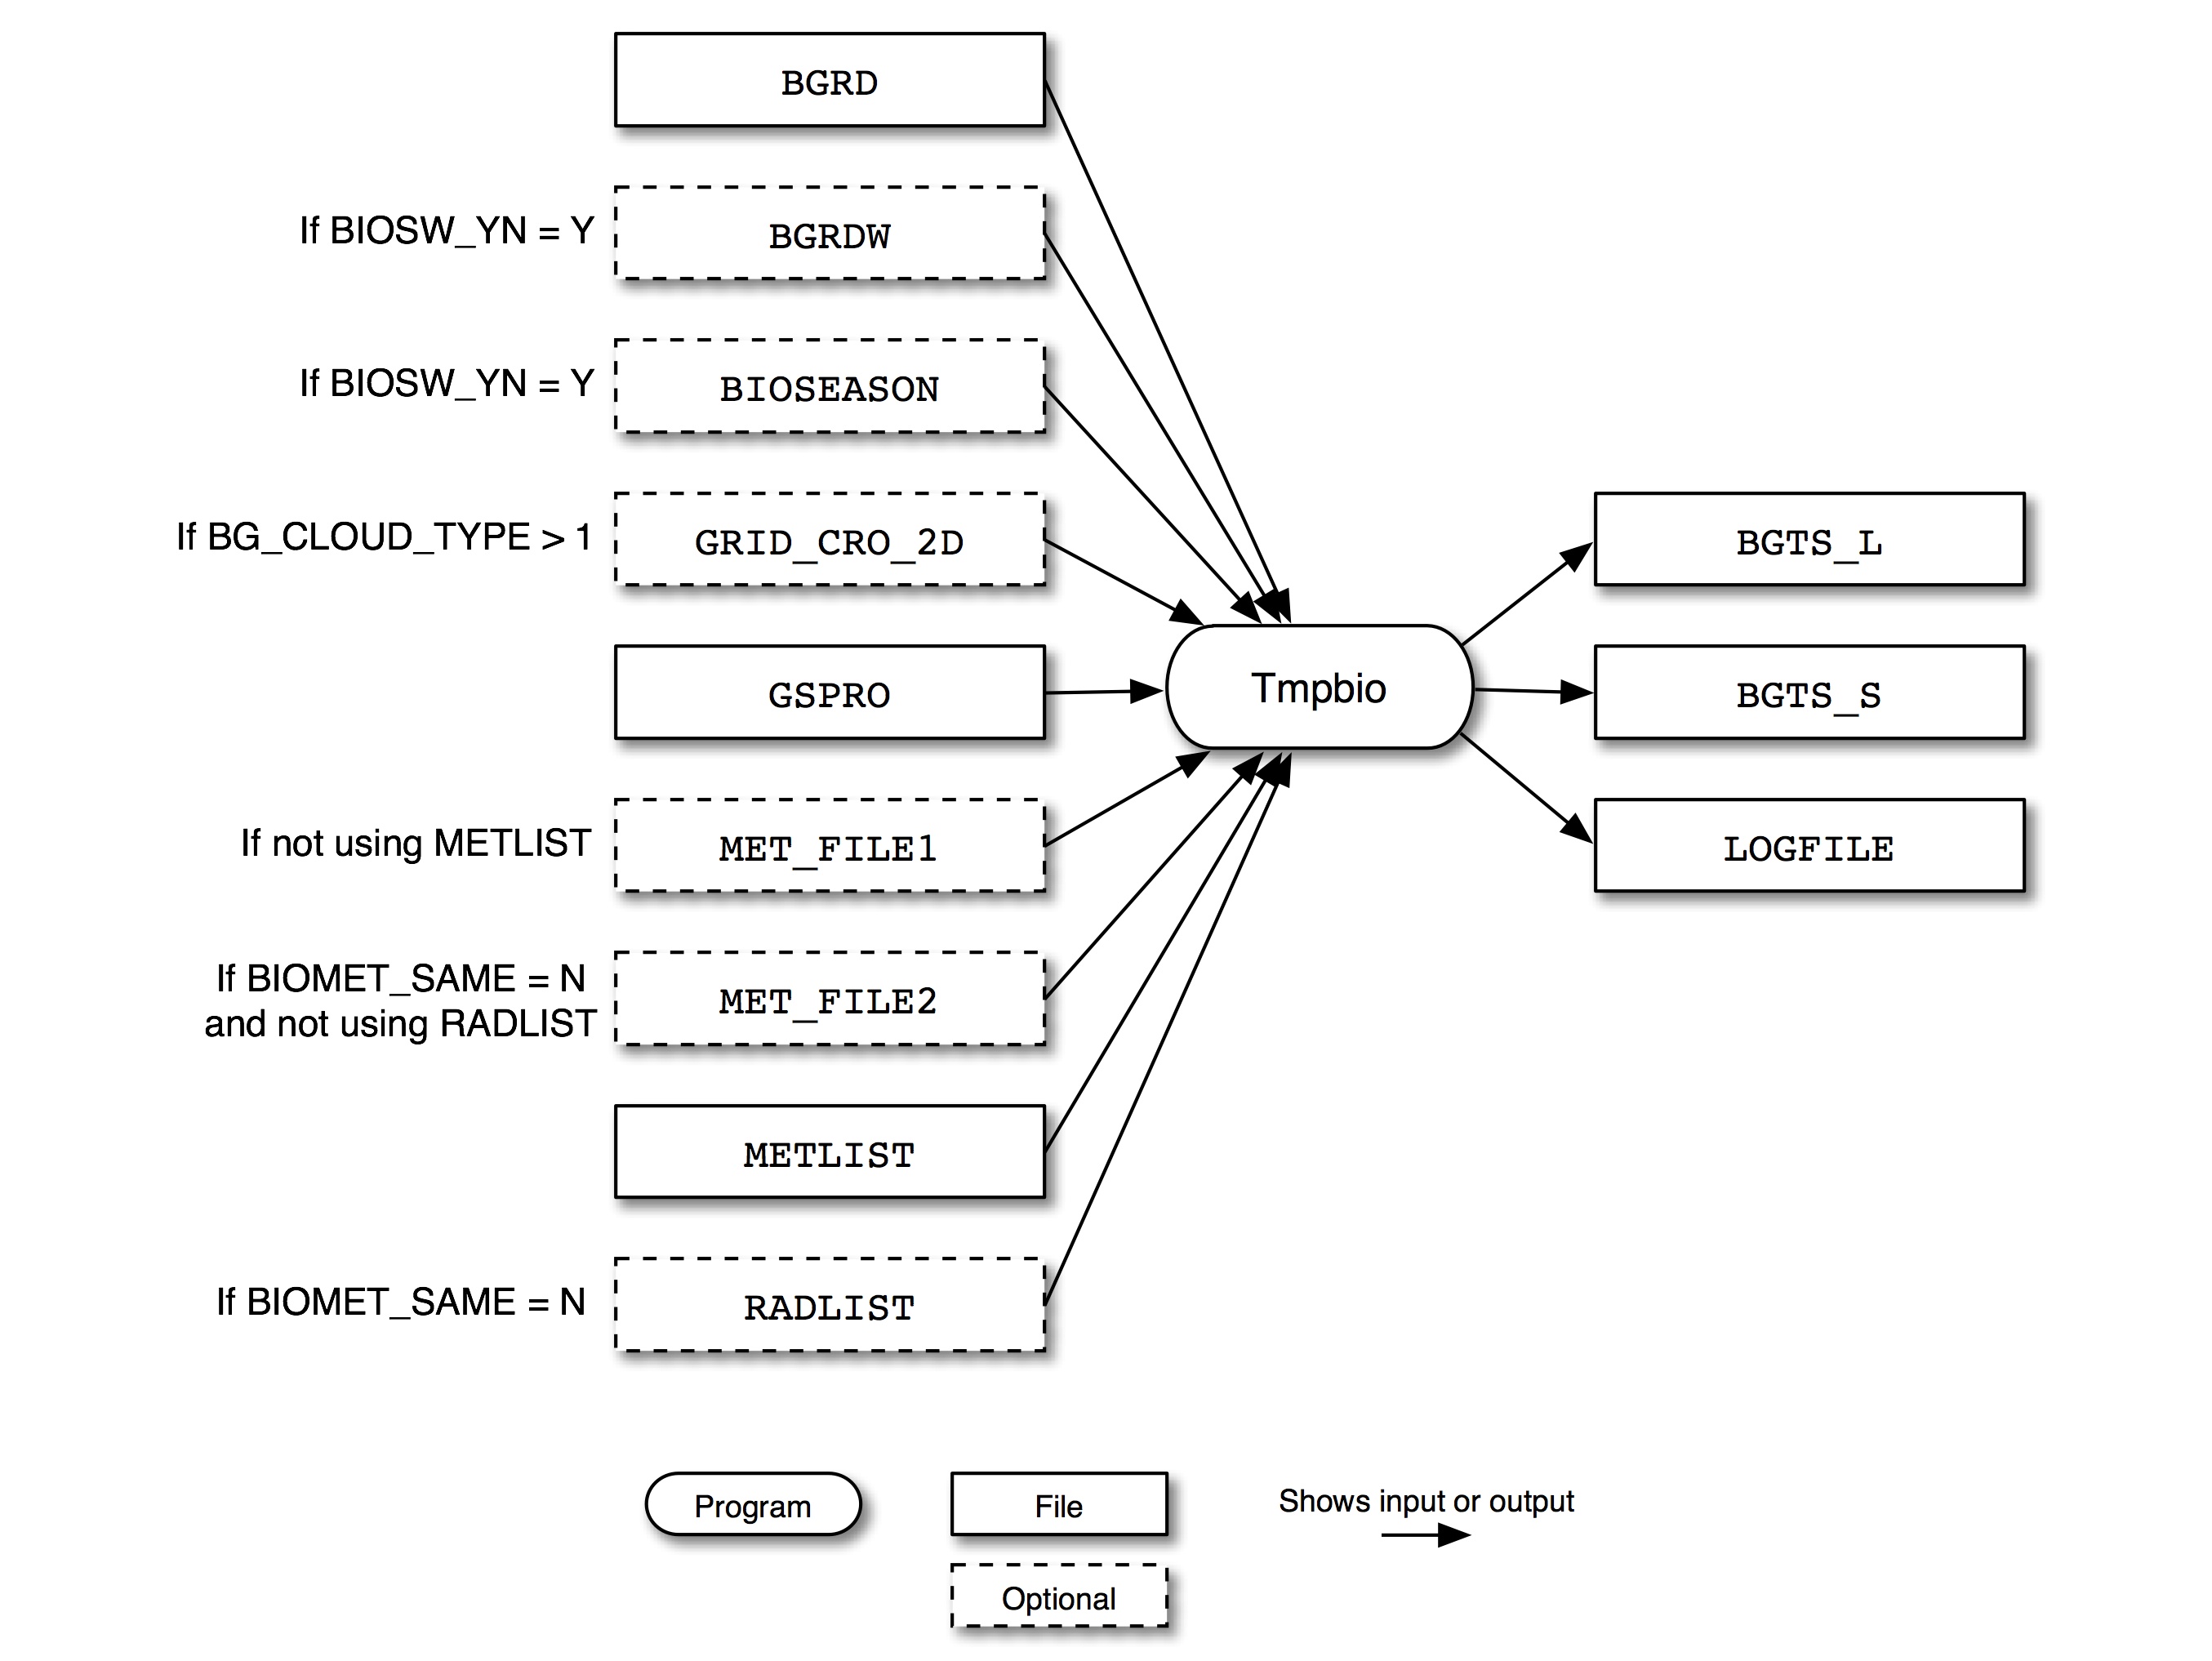 BGRD
If BIOSW_YN = Y
BGRDW
If BIOSW_YN = Y
BIOSEASON
If BG_CLOUD_TYPE > 1
GRID_CRO_2D
BGTS_L
GSPRO
Tmpbio
BGTS_S
If not using METLIST
MET_FILE1
LOGFILE
If BIOMET_SAME = N
and not using RADLIST
MET_FILE2
METLIST
If BIOMET_SAME = N
RADLIST
Program
File
Shows input or output
Optional